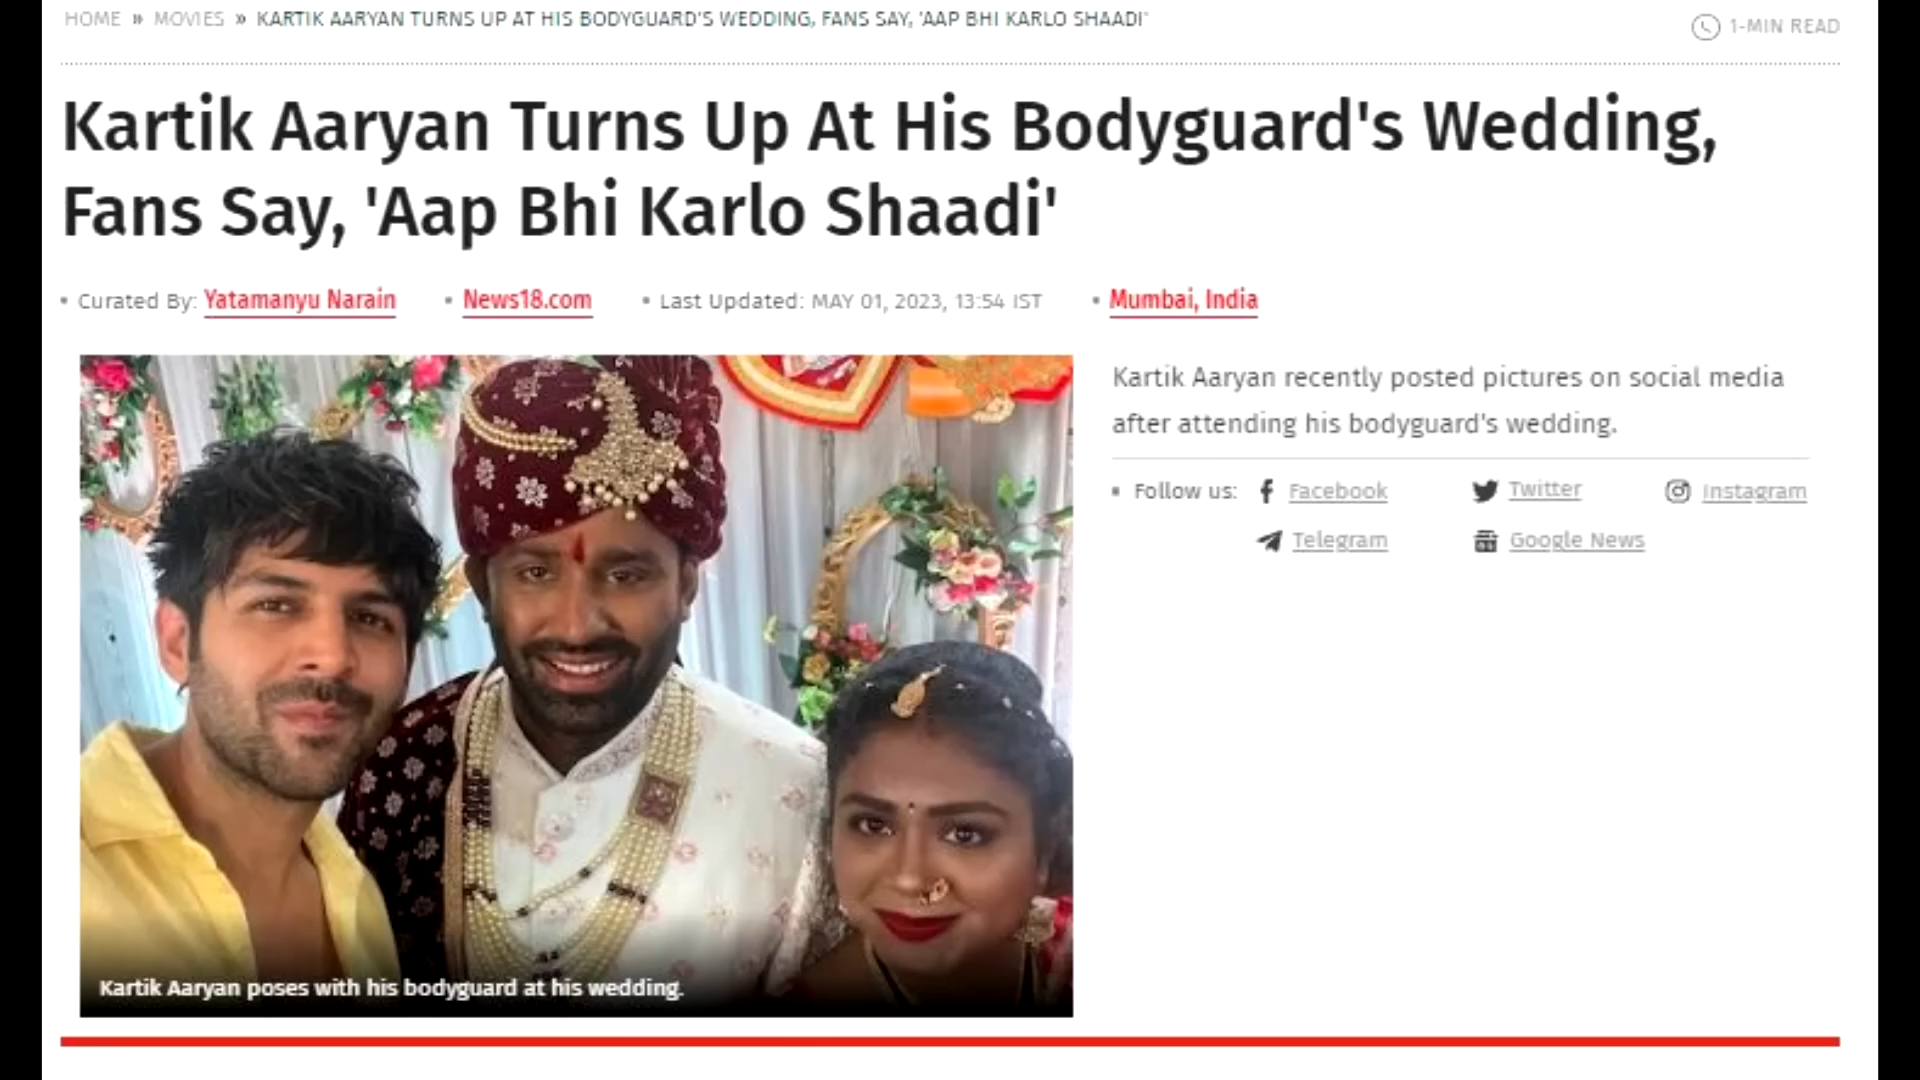 HOME » MOVIES » KARTIK AARYAN TURNS UP AT HIS BODYGUARD'S WEDDING, FANS SAY, 'AAP BHI KARLO SHAADI'
1-MIN READ
Kartik Aaryan Turns Up At His Bodyguard's Wedding,
Fans Say, 'Aap Bhi Karlo Shaadi'
▪ Curated By: Yatamanyu Narain ▪ News18.com ▪ Last Updated: MAY 01, 2023, 13:54 IST ▪ Mumbai, India
Kartik Aaryan recently posted pictures on social media
after attending his bodyguard's wedding.
▪ Follow us: Facebook Twitter Instagram
Telegram Google News
Kartik Aaryan poses with his bodyguard at his wedding.